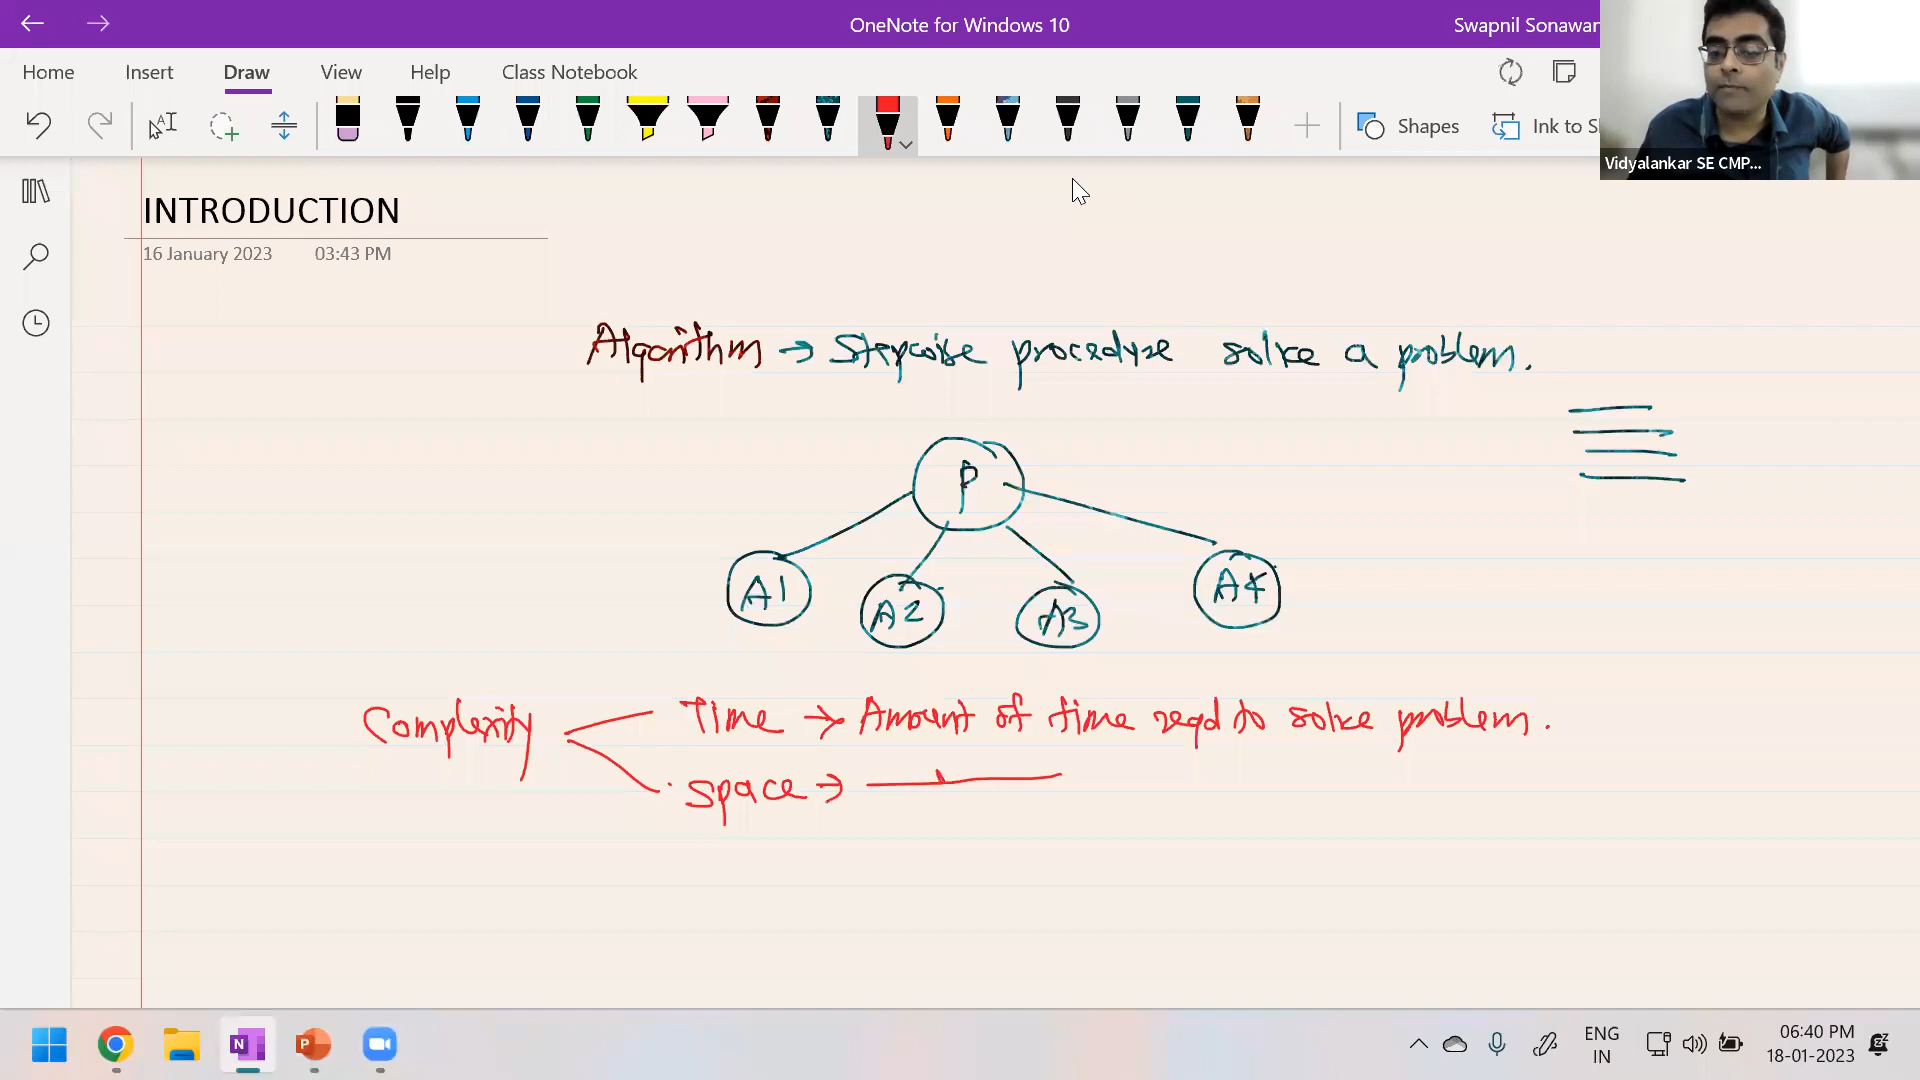 OneNote for Windows 10
Swapnil Sonawar
Home Insert Draw View Help Class Notebook
Shapes
Ink to S
Vidyalankar SE CMP...
INTRODUCTION
16 January 2023 03:43 PM
Algorithm → Stepwise procedure solve a problem.
P
A1 A2 A3 A4
Complexity
Time → Amount of time reqd to solve problem.
Space →
ENG
IN
06:40 PM
18-01-2023